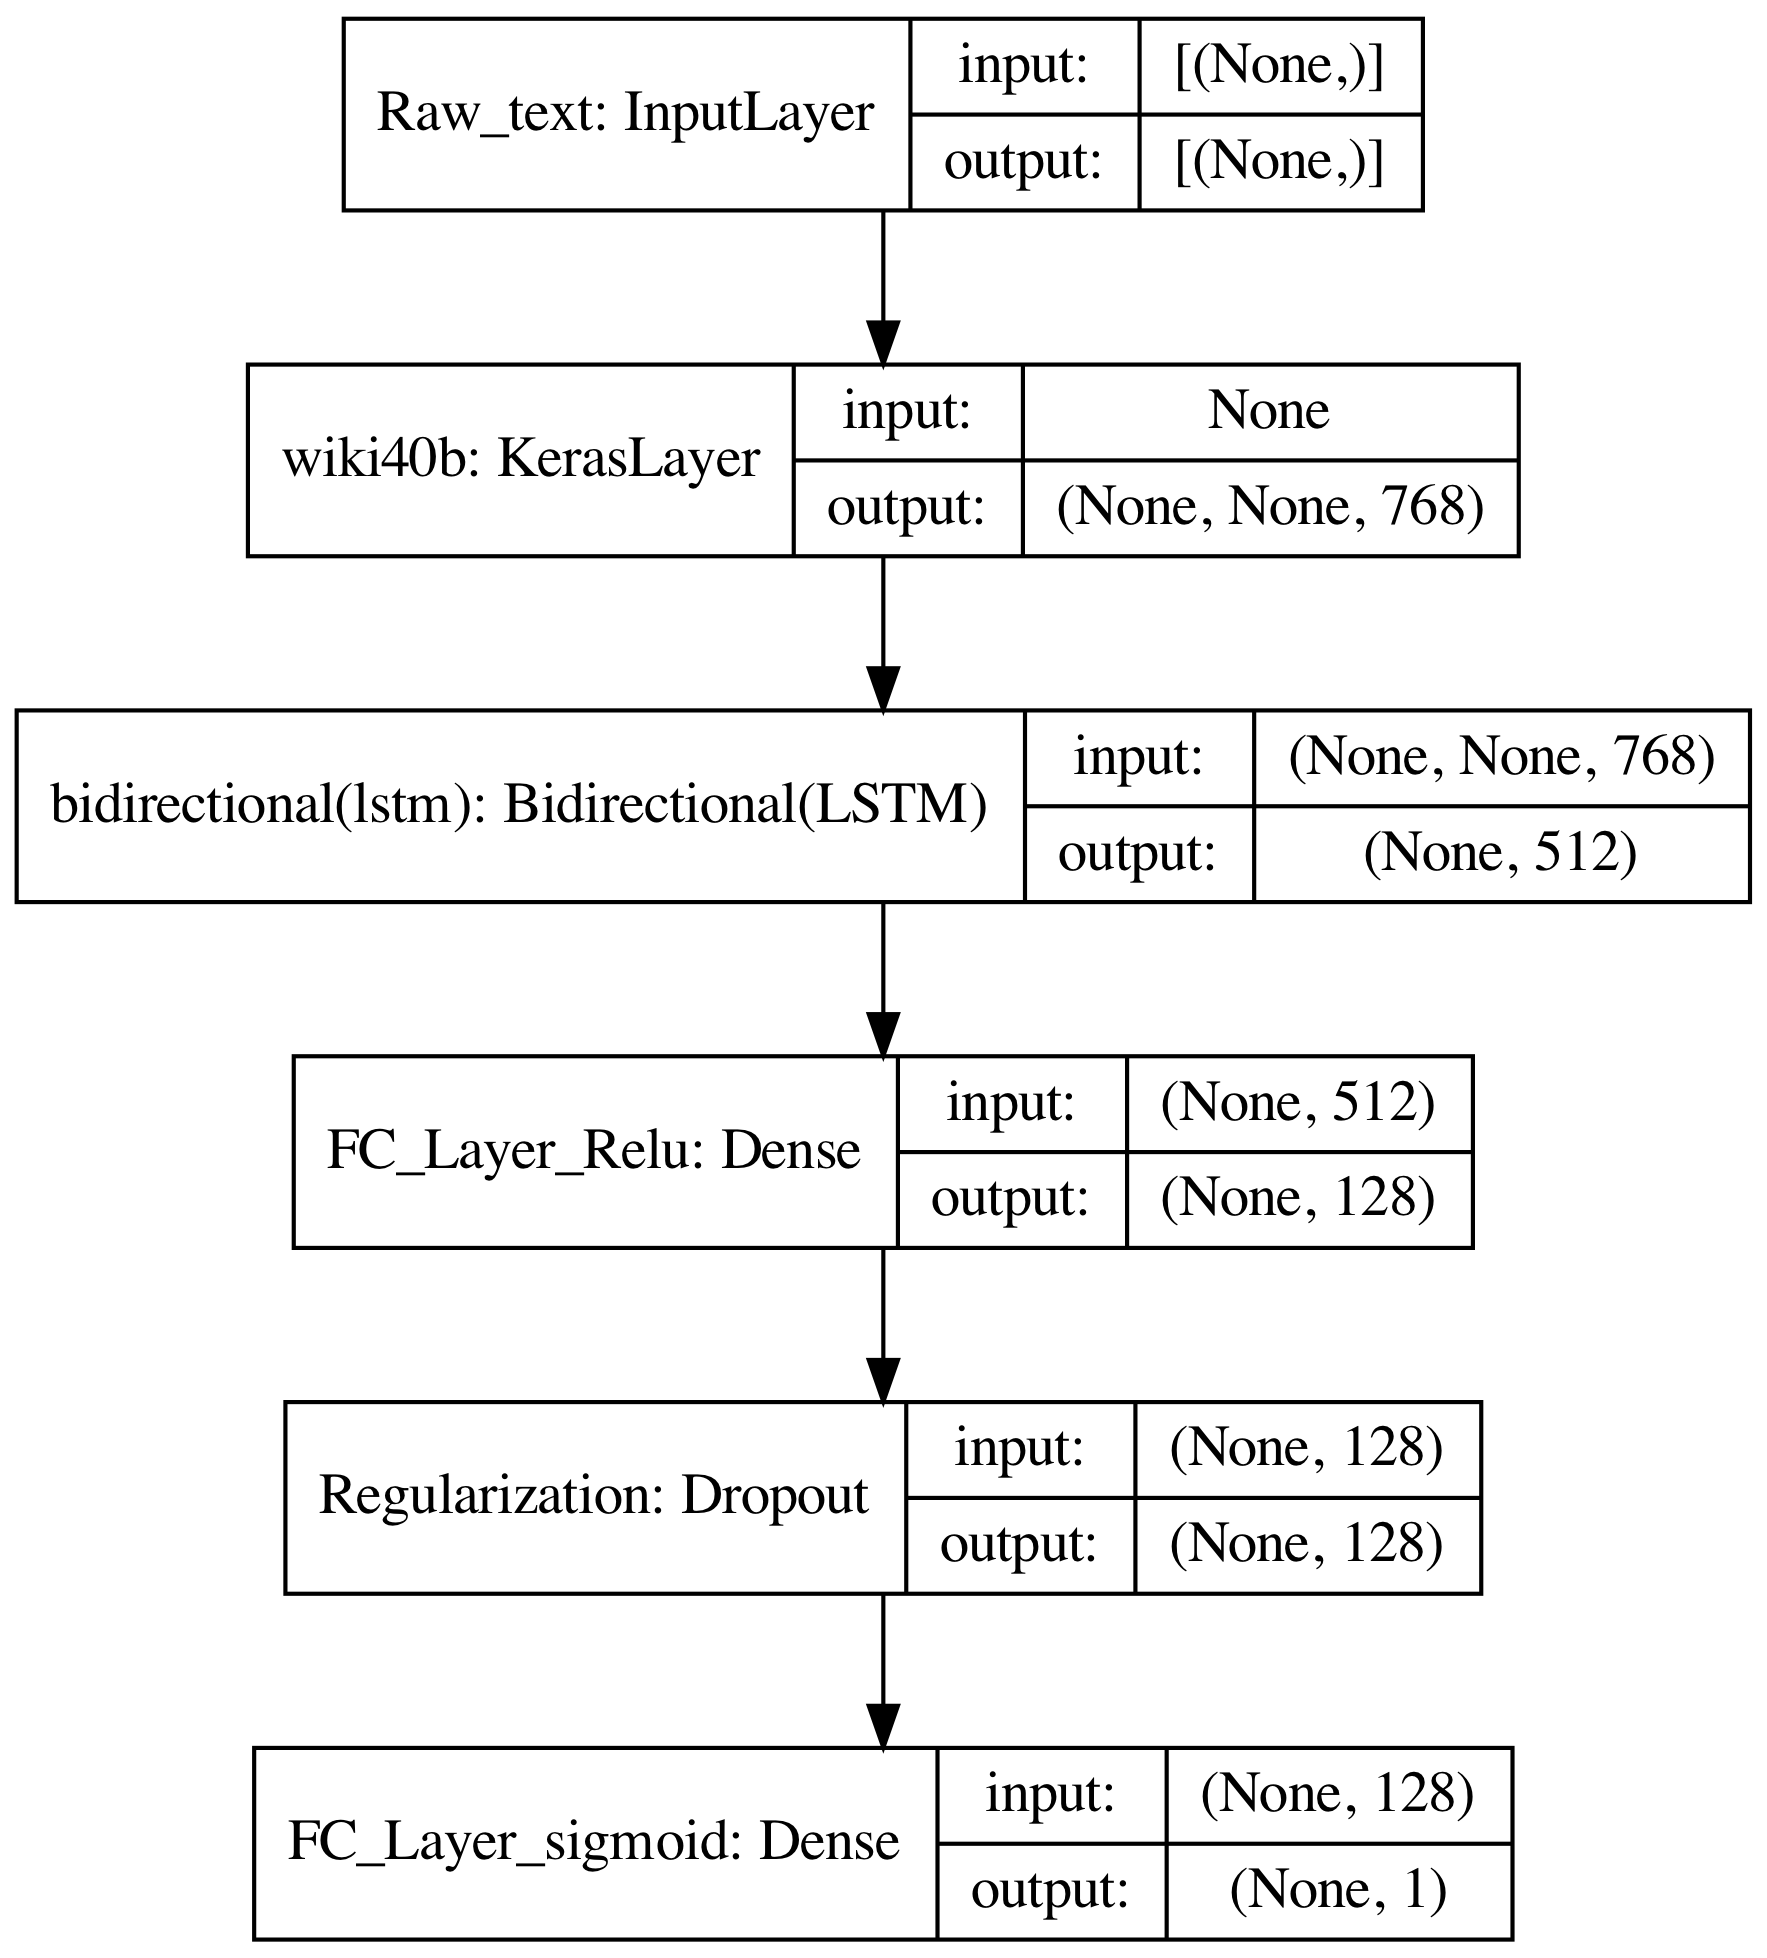 Raw_text: InputLayer
input:
[(None,)]
output:
[(None,)]
wiki40b: KerasLayer
input:
None
output:
(None, None, 768)
bidirectional(lstm): Bidirectional(LSTM)
input:
(None, None, 768)
output:
(None, 512)
FC_Layer_Relu: Dense
input:
(None, 512)
output:
(None, 128)
Regularization: Dropout
input:
(None, 128)
output:
(None, 128)
FC_Layer_sigmoid: Dense
input:
(None, 128)
output:
(None, 1)